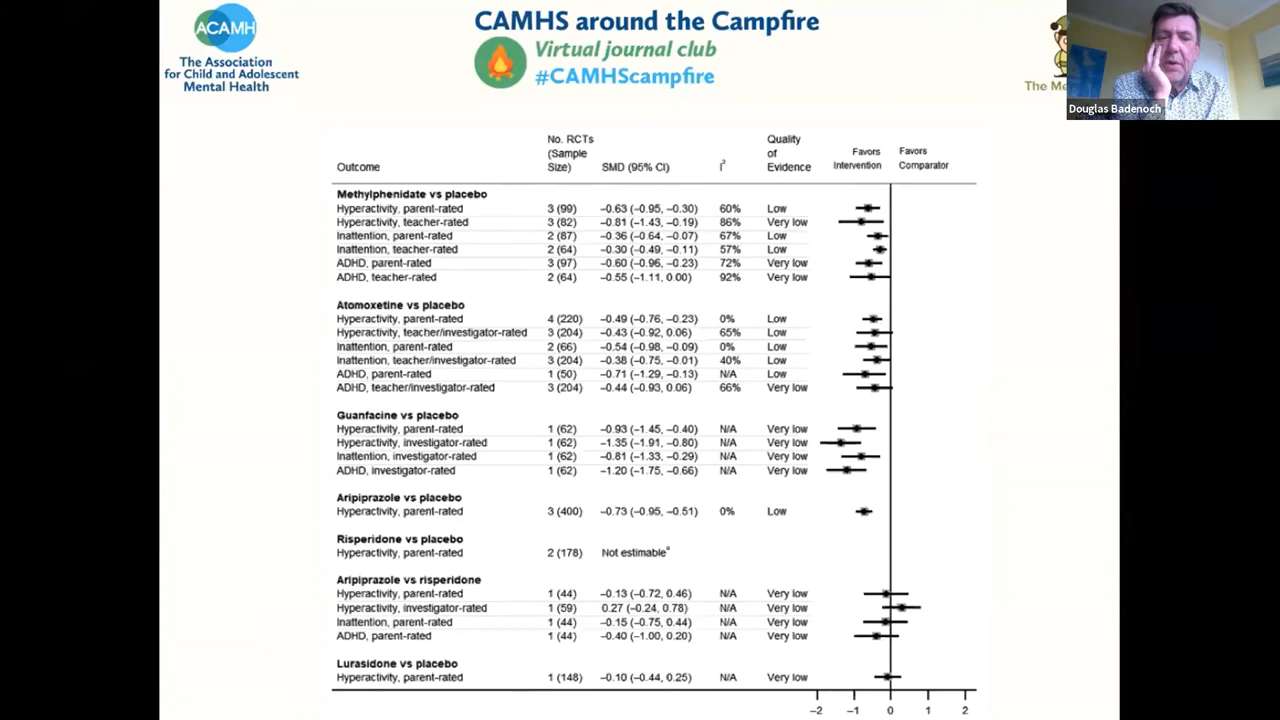 ACAMH
The Association
for Child and Adolescent
Mental Health
CAMHS around the Campfire
Virtual journal club
#CAMHScampfire
The
Douglas Badenoch
No. RCTs (Sample Size)
Outcome SMD (95% CI) I² Quality of Evidence Favors Intervention Favors Comparator
Methylphenidate vs placebo
Hyperactivity, parent-rated 3 (99) −0.63 (−0.95, −0.30) 60% Low
Hyperactivity, teacher-rated 3 (82) −0.81 (−1.43, −0.19) 86% Very low
Inattention, parent-rated 2 (87) −0.36 (−0.64, −0.07) 67% Low
Inattention, teacher-rated 2 (64) −0.30 (−0.49, −0.11) 57% Low
ADHD, parent-rated 3 (97) −0.60 (−0.96, −0.23) 72% Very low
ADHD, teacher-rated 2 (64) −0.55 (−1.11, 0.00) 92% Very low
Atomoxetine vs placebo
Hyperactivity, parent-rated 4 (220) −0.49 (−0.76, −0.23) 0% Low
Hyperactivity, teacher/investigator-rated 3 (204) −0.43 (−0.92, 0.06) 65% Low
Inattention, parent-rated 2 (66) −0.54 (−0.98, −0.09) 0% Low
Inattention, teacher/investigator-rated 3 (204) −0.38 (−0.75, −0.01) 40% Low
ADHD, parent-rated 1 (50) −0.71 (−1.29, −0.13) N/A Low
ADHD, teacher/investigator-rated 3 (204) −0.44 (−0.93, 0.06) 66% Very low
Guanfacine vs placebo
Hyperactivity, parent-rated 1 (62) −0.93 (−1.45, −0.40) N/A Very low
Hyperactivity, investigator-rated 1 (62) −1.35 (−1.91, −0.80) N/A Very low
Inattention, investigator-rated 1 (62) −0.81 (−1.33, −0.29) N/A Very low
ADHD, investigator-rated 1 (62) −1.20 (−1.75, −0.66) N/A Very low
Aripiprazole vs placebo
Hyperactivity, parent-rated 3 (400) −0.73 (−0.95, −0.51) 0% Low
Risperidone vs placebo
Hyperactivity, parent-rated 2 (178) Not estimableᵃ
Aripiprazole vs risperidone
Hyperactivity, parent-rated 1 (44) −0.13 (−0.72, 0.46) N/A Very low
Hyperactivity, investigator-rated 1 (59) 0.27 (−0.24, 0.78) N/A Very low
Inattention, parent-rated 1 (44) −0.15 (−0.75, 0.44) N/A Very low
ADHD, parent-rated 1 (44) −0.40 (−1.00, 0.20) N/A Very low
Lurasidone vs placebo
Hyperactivity, parent-rated 1 (148) −0.10 (−0.44, 0.25) N/A Very low
−2 −1 0 1 2